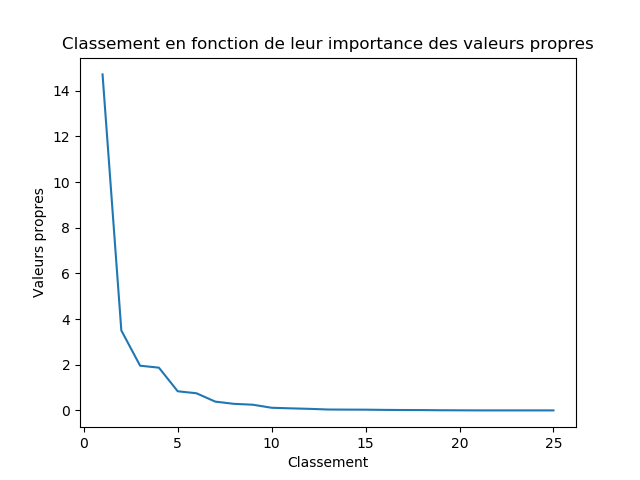 Classement en fonction de leur importance des valeurs propres
14
12
10
8
6
4
2
0
Valeurs propres
0 5 10 15 20 25
Classement